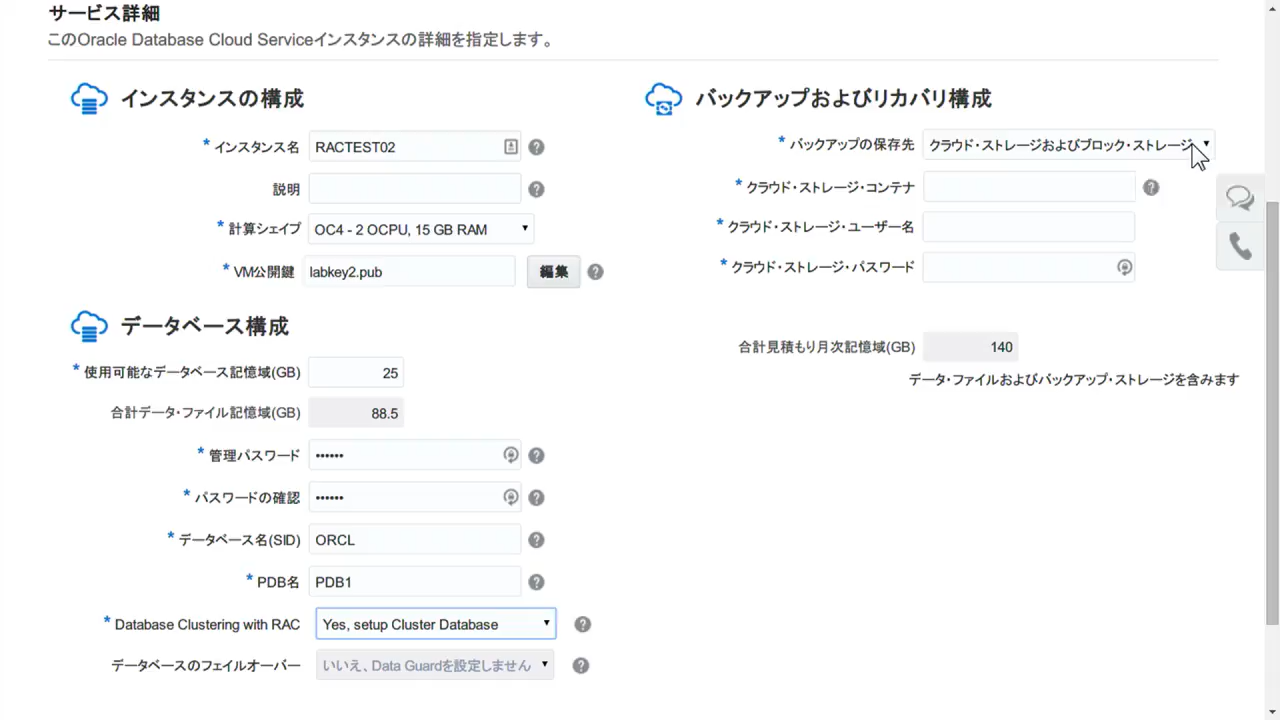 サービス詳細
このOracle Database Cloud Serviceインスタンスの詳細を指定します。
インスタンスの構成
* インスタンス名 RACTEST02
説明
* 計算シェイプ OC4 - 2 OCPU, 15 GB RAM
* VM公開鍵 labkey2.pub 編集
データベース構成
* 使用可能なデータベース記憶域(GB) 25
合計データ・ファイル記憶域(GB) 88.5
* 管理パスワード ••••••
* パスワードの確認 ••••••
* データベース名(SID) ORCL
* PDB名 PDB1
* Database Clustering with RAC Yes, setup Cluster Database
データベースのフェイルオーバー いいえ、Data Guardを設定しません
バックアップおよびリカバリ構成
* バックアップの保存先 クラウド・ストレージおよびブロック・ストレージ
* クラウド・ストレージ・コンテナ
* クラウド・ストレージ・ユーザー名
* クラウド・ストレージ・パスワード
合計見積もり月次記憶域(GB) 140
データ・ファイルおよびバックアップ・ストレージを含みます